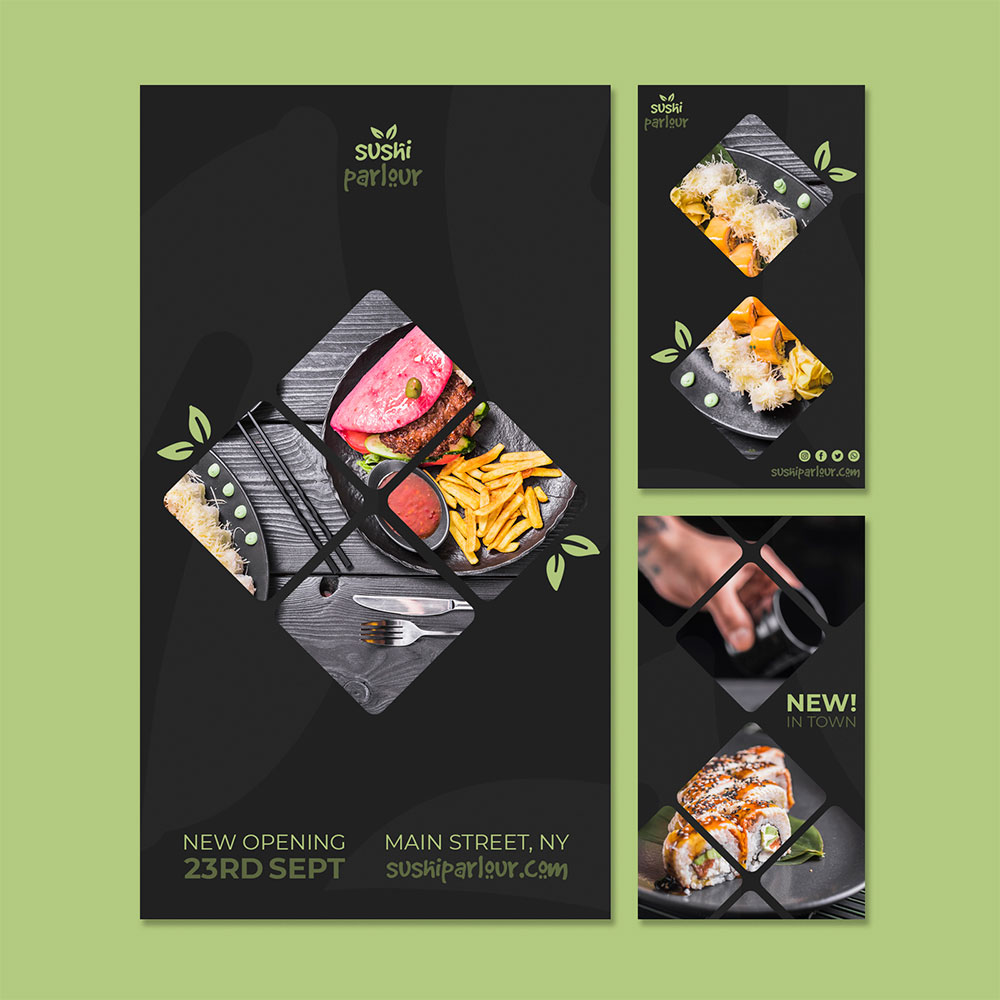 sushi
parlour
NEW OPENING
23RD SEPT
MAIN STREET, NY
sushiparlour.com
sushi
parlour
sushiparlour.com
NEW!
IN TOWN